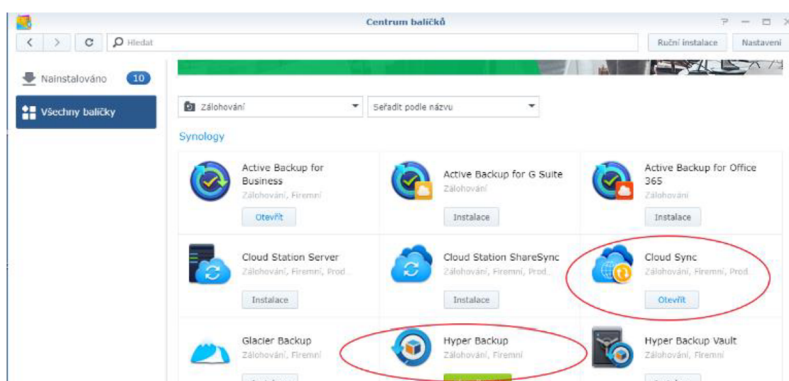 Centrum balíčků
Hledat
Ruční instalace
Nastavení
Nainstalováno 10
Všechny balíčky
Zálohování
Seřadit podle názvu
Synology
Active Backup for Business
Zálohování, Firemní
Otevřít
Active Backup for G Suite
Zálohování
Instalace
Active Backup for Office 365
Zálohování
Instalace
Cloud Station Server
Zálohování, Firemní, Prod...
Instalace
Cloud Station ShareSync
Zálohování, Firemní, Prod...
Instalace
Cloud Sync
Zálohování, Firemní, Prod...
Otevřít
Glacier Backup
Zálohování, Firemní
Hyper Backup
Zálohování, Firemní
Hyper Backup Vault
Zálohování, Firemní